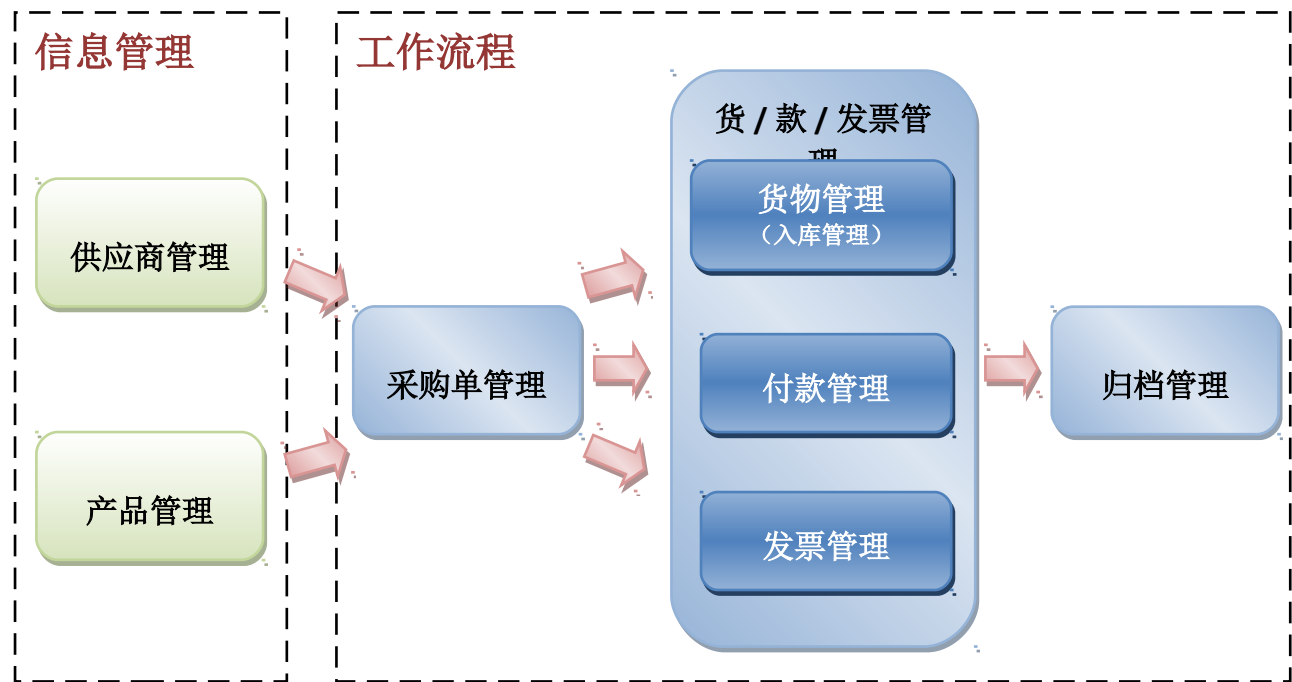 信息管理
工作流程
货 / 款 / 发票管
理
货物管理
（入库管理）
供应商管理
采购单管理
付款管理
归档管理
产品管理
发票管理